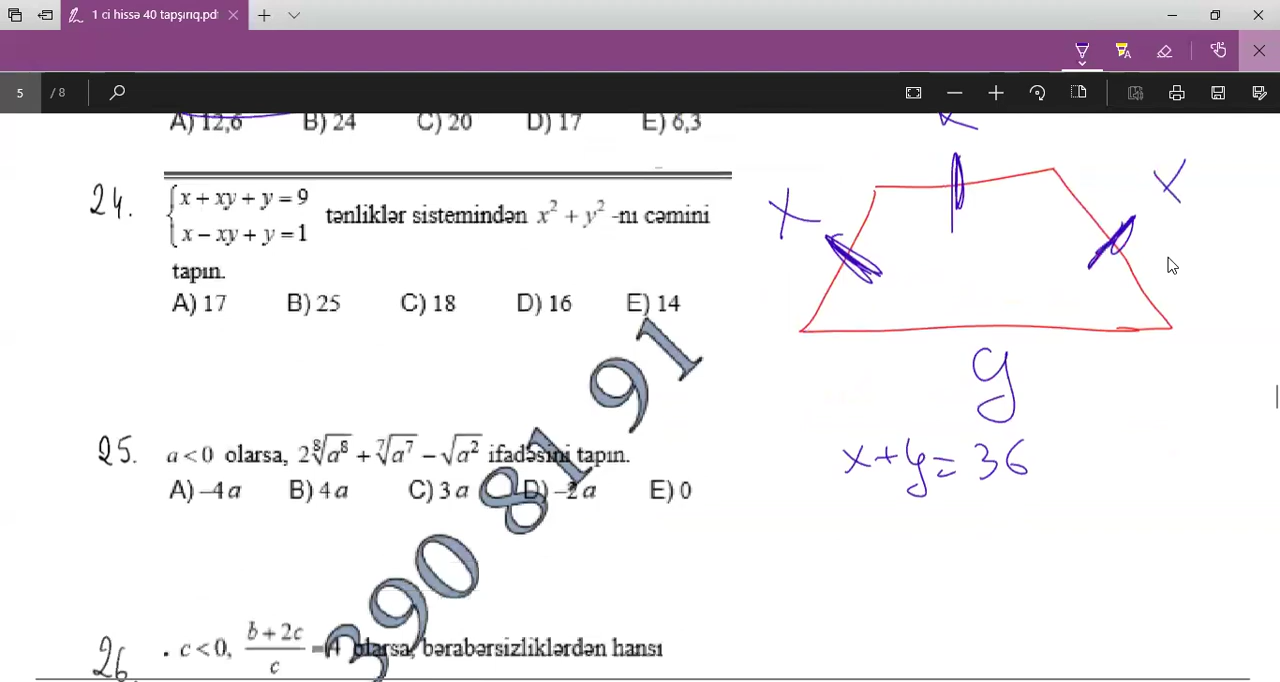 1 ci hissə 40 tapşırıq.pdf
5 / 8
A) 12,6 B) 24 C) 20 D) 17 E) 6,3
24. {x + xy + y = 9
{x − xy + y = 1
tənliklər sistemindən x² + y² -nı cəmini
tapın.
A) 17 B) 25 C) 18 D) 16 E) 14
25. a < 0 olarsa, 2⁸√a⁸ + ⁷√a⁷ − √a² ifadəsini tapın.
A) −4a B) 4a C) 3a D) −2a E) 0
26. . c < 0, (b + 2c)/c = olarsa, bərabərsizliklərdən hansı
390 81 91
x
x
x
y
x + y = 36